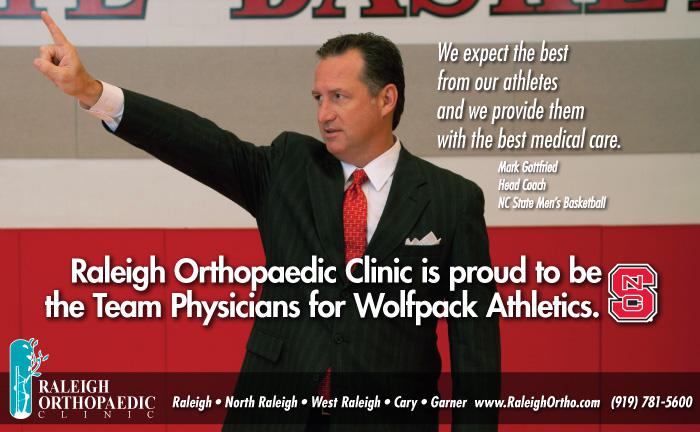 BASKET
We expect the best
from our athletes
and we provide them
with the best medical care.
Mark Gottfried
Head Coach
NC State Men's Basketball
Raleigh Orthopaedic Clinic is proud to be
the Team Physicians for Wolfpack Athletics.
NCS
RALEIGH
ORTHOPAEDIC
CLINIC
Raleigh • North Raleigh • West Raleigh • Cary • Garner www.RaleighOrtho.com (919) 781-5600